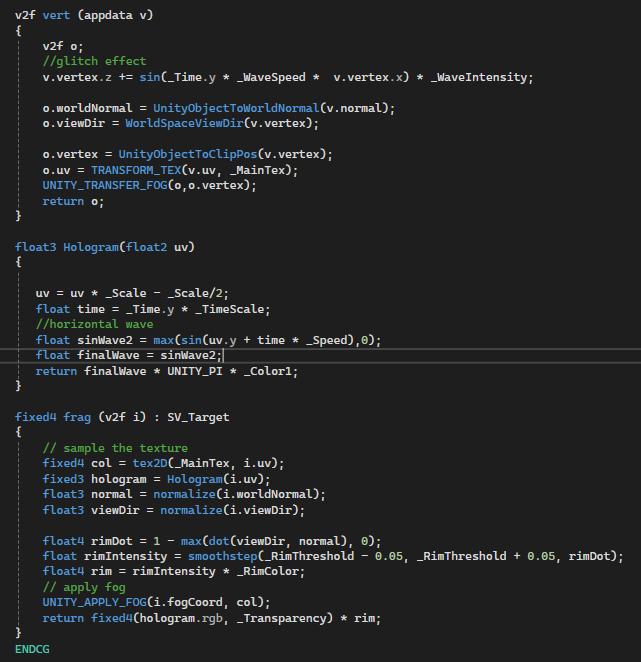 v2f vert (appdata v)
{
    v2f o;
    //glitch effect
    v.vertex.z += sin(_Time.y * _WaveSpeed *  v.vertex.x) * _WaveIntensity;

    o.worldNormal = UnityObjectToWorldNormal(v.normal);
    o.viewDir = WorldSpaceViewDir(v.vertex);

    o.vertex = UnityObjectToClipPos(v.vertex);
    o.uv = TRANSFORM_TEX(v.uv, _MainTex);
    UNITY_TRANSFER_FOG(o,o.vertex);
    return o;
}

float3 Hologram(float2 uv)
{

   uv = uv * _Scale - _Scale/2;
   float time = _Time.y * _TimeScale;
   //horizontal wave
   float sinWave2 = max(sin(uv.y + time * _Speed),0);
   float finalWave = sinWave2;
   return finalWave * UNITY_PI * _Color1;
}

fixed4 frag (v2f i) : SV_Target
{
    // sample the texture
    fixed4 col = tex2D(_MainTex, i.uv);
    fixed3 hologram = Hologram(i.uv);
    float3 normal = normalize(i.worldNormal);
    float3 viewDir = normalize(i.viewDir);

    float4 rimDot = 1 - max(dot(viewDir, normal), 0);
    float rimIntensity = smoothstep(_RimThreshold - 0.05, _RimThreshold + 0.05, rimDot);
    float4 rim = rimIntensity * _RimColor;
    // apply fog
    UNITY_APPLY_FOG(i.fogCoord, col);
    return fixed4(hologram.rgb, _Transparency) * rim;
}
ENDCG